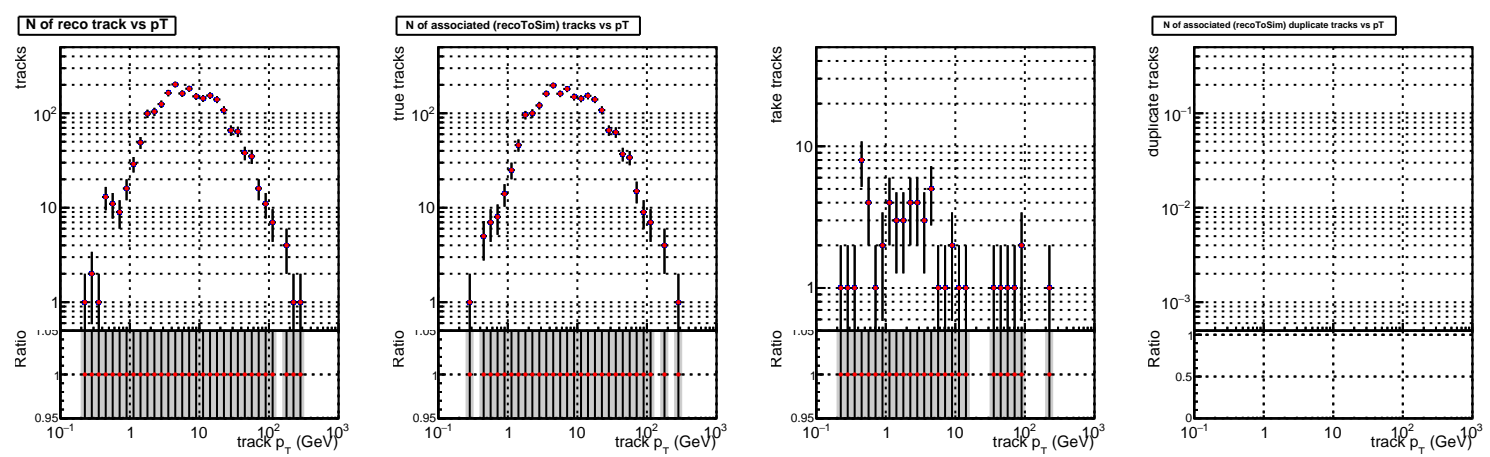 N of reco track vs pT
tracks
10²
10
1
1.05
Ratio
1
0.95
10⁻¹ 1 10 10² 10³
track p_T (GeV)
N of associated (recoToSim) tracks vs pT
true tracks
10²
10
1
1.05
Ratio
1
0.95
10⁻¹ 1 10 10² 10³
track p_T (GeV)
fake tracks
10
1
1.05
Ratio
1
0.95
10⁻¹ 1 10 10² 10³
track p_T (GeV)
N of associated (recoToSim) duplicate tracks vs pT
duplicate tracks
10⁻¹
10⁻²
10⁻³
1
Ratio
0.5
0
10⁻¹ 1 10 10² 10³
track p_T (GeV)